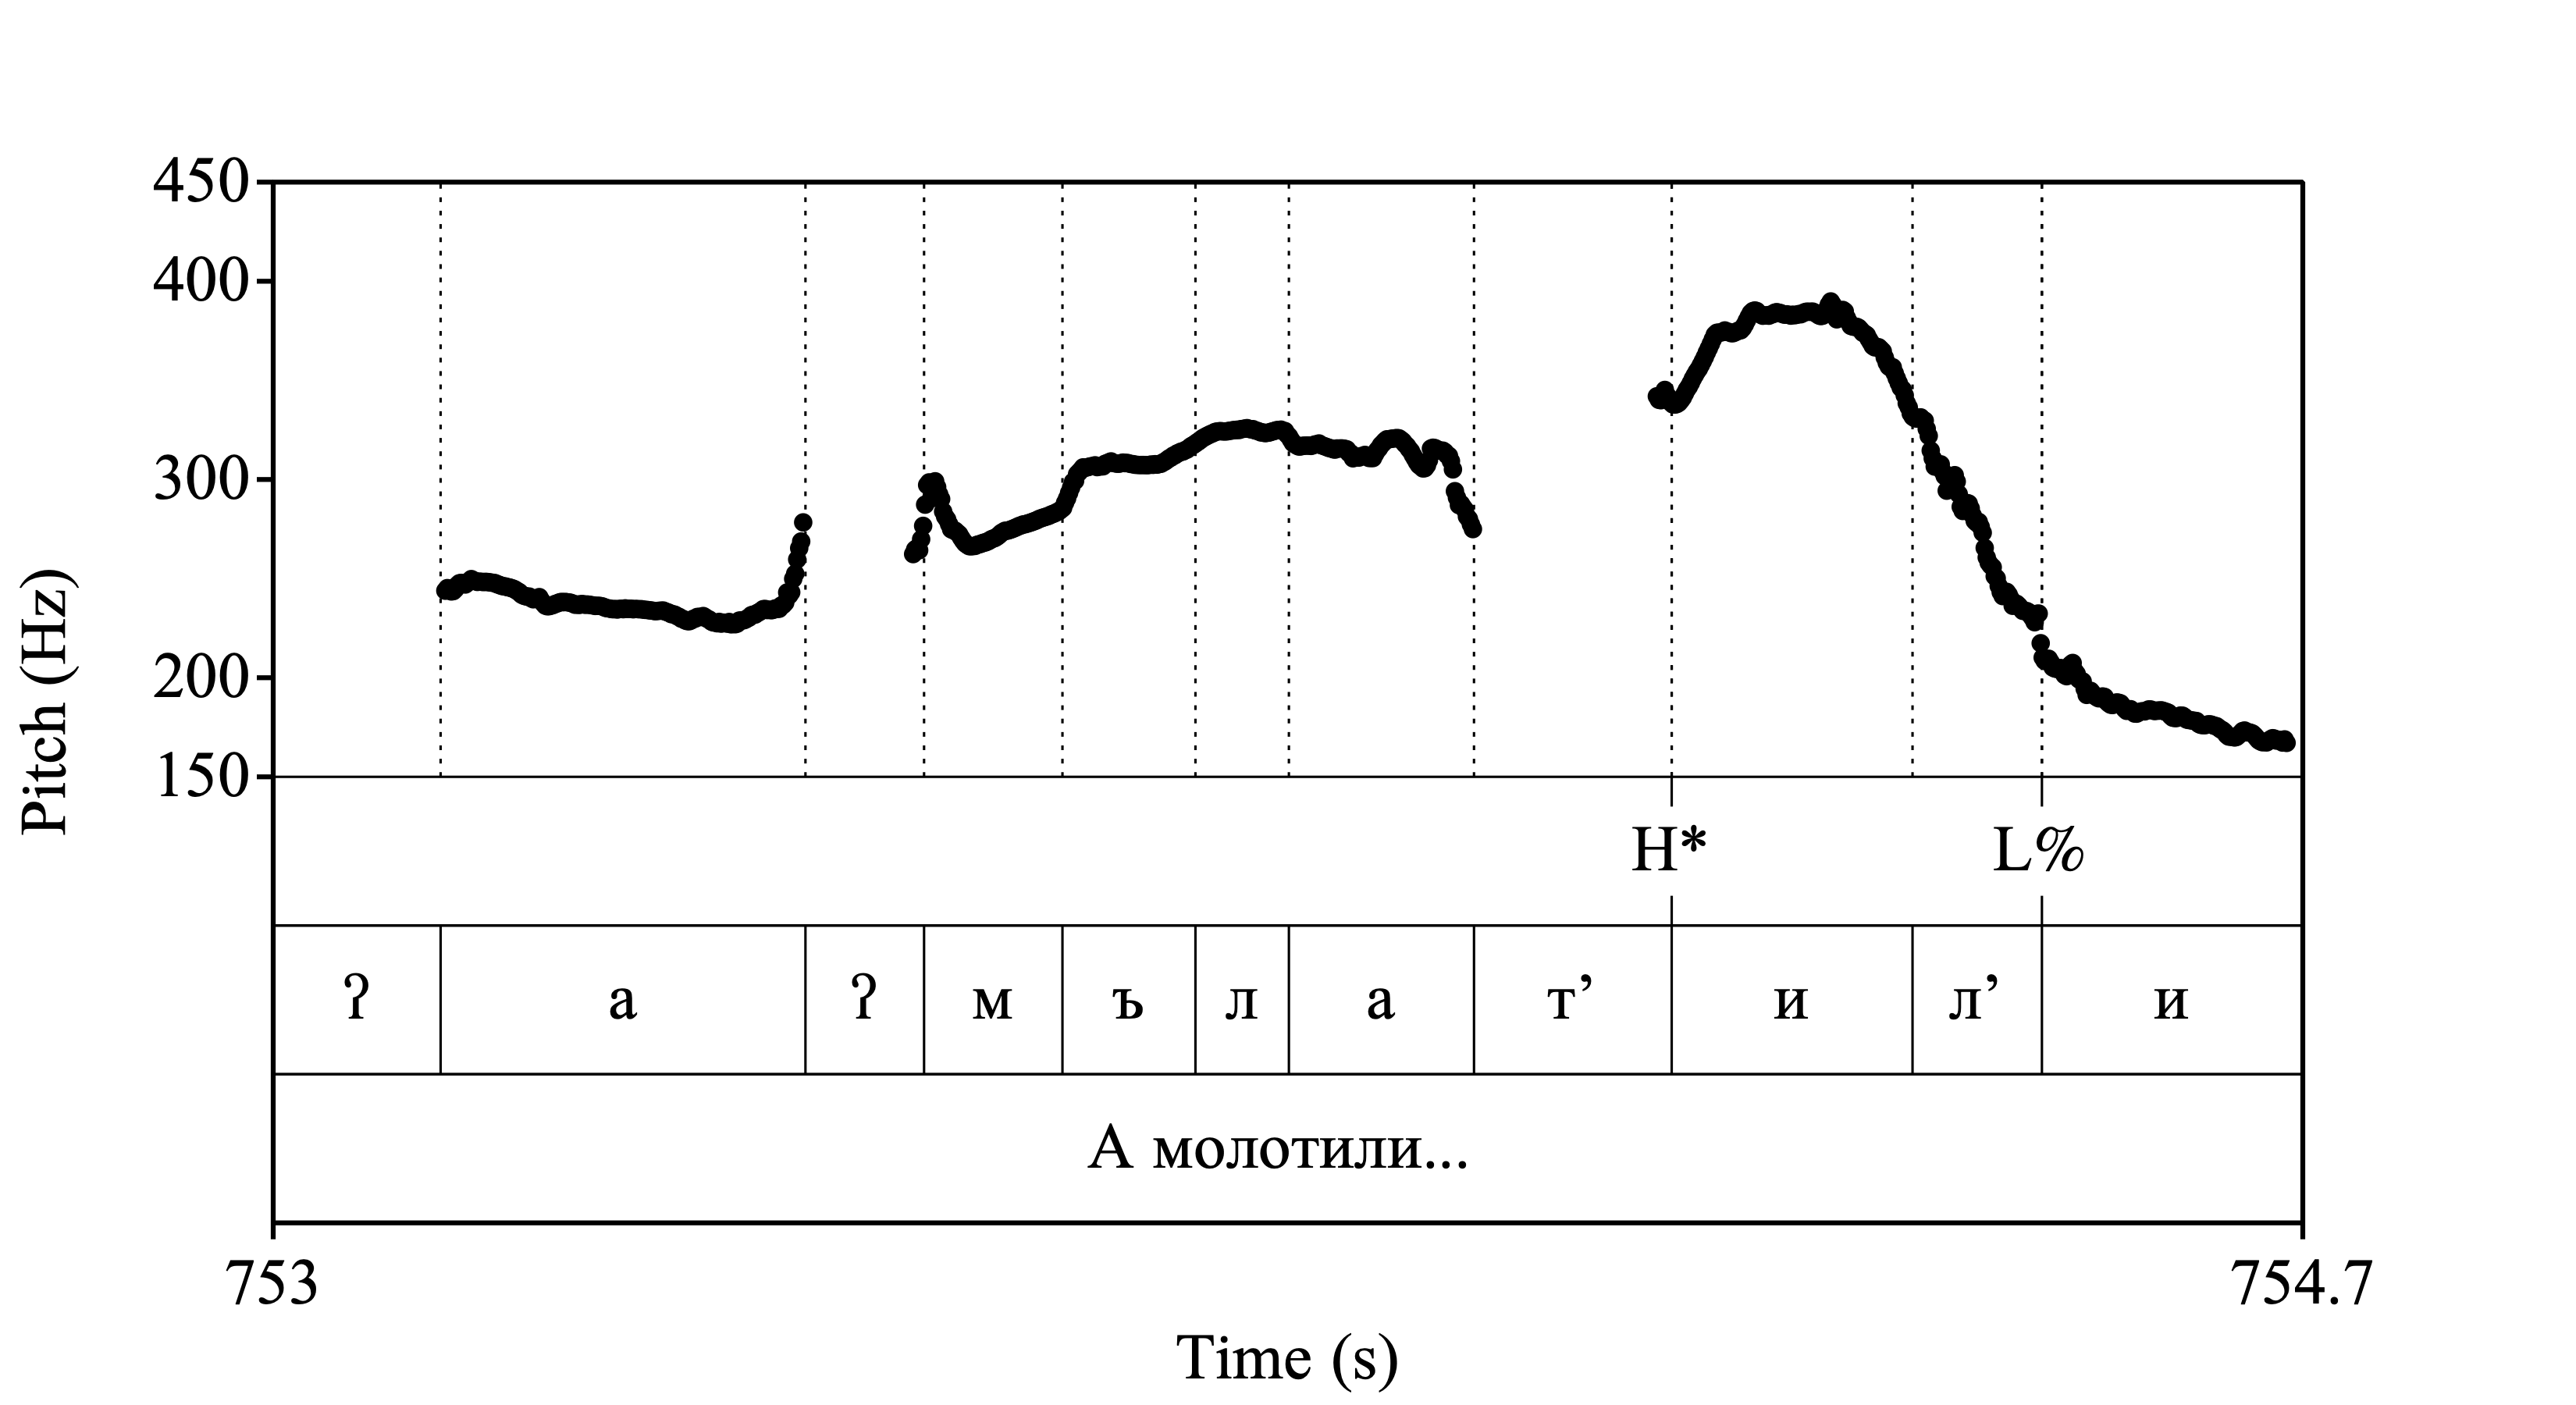 450
400
300
200
150
Pitch (Hz)
H* L%
ʔ а ʔ м ъ л а т’ и л’ и
А молотили...
753 754.7
Time (s)